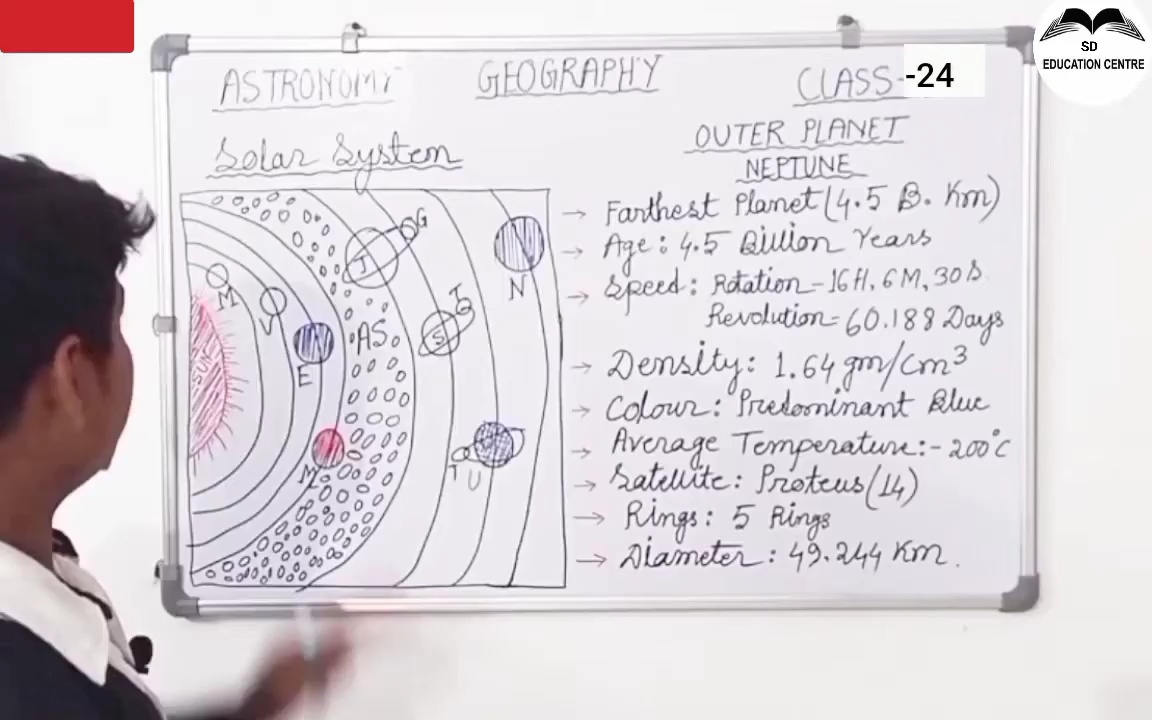 SD
EDUCATION CENTRE
ASTRONOMY
GEOGRAPHY
CLASS-24
Solar System
OUTER PLANET
NEPTUNE
→ Farthest Planet (4.5 B. Km)
→ Age: 4.5 Billion Years
→ Speed: Rotation - 16H, 6M, 30S
Revolution = 60.188 Days
→ Density: 1.64 gm/cm³
→ Colour: Predominant Blue
→ Average Temperature: - 200°C
→ Satellite: Proteus (14)
→ Rings: 5 Rings
→ Diameter: 49.244 Km.
SUN
M
V
E
M
AS
J
G
S
T
U
T
N